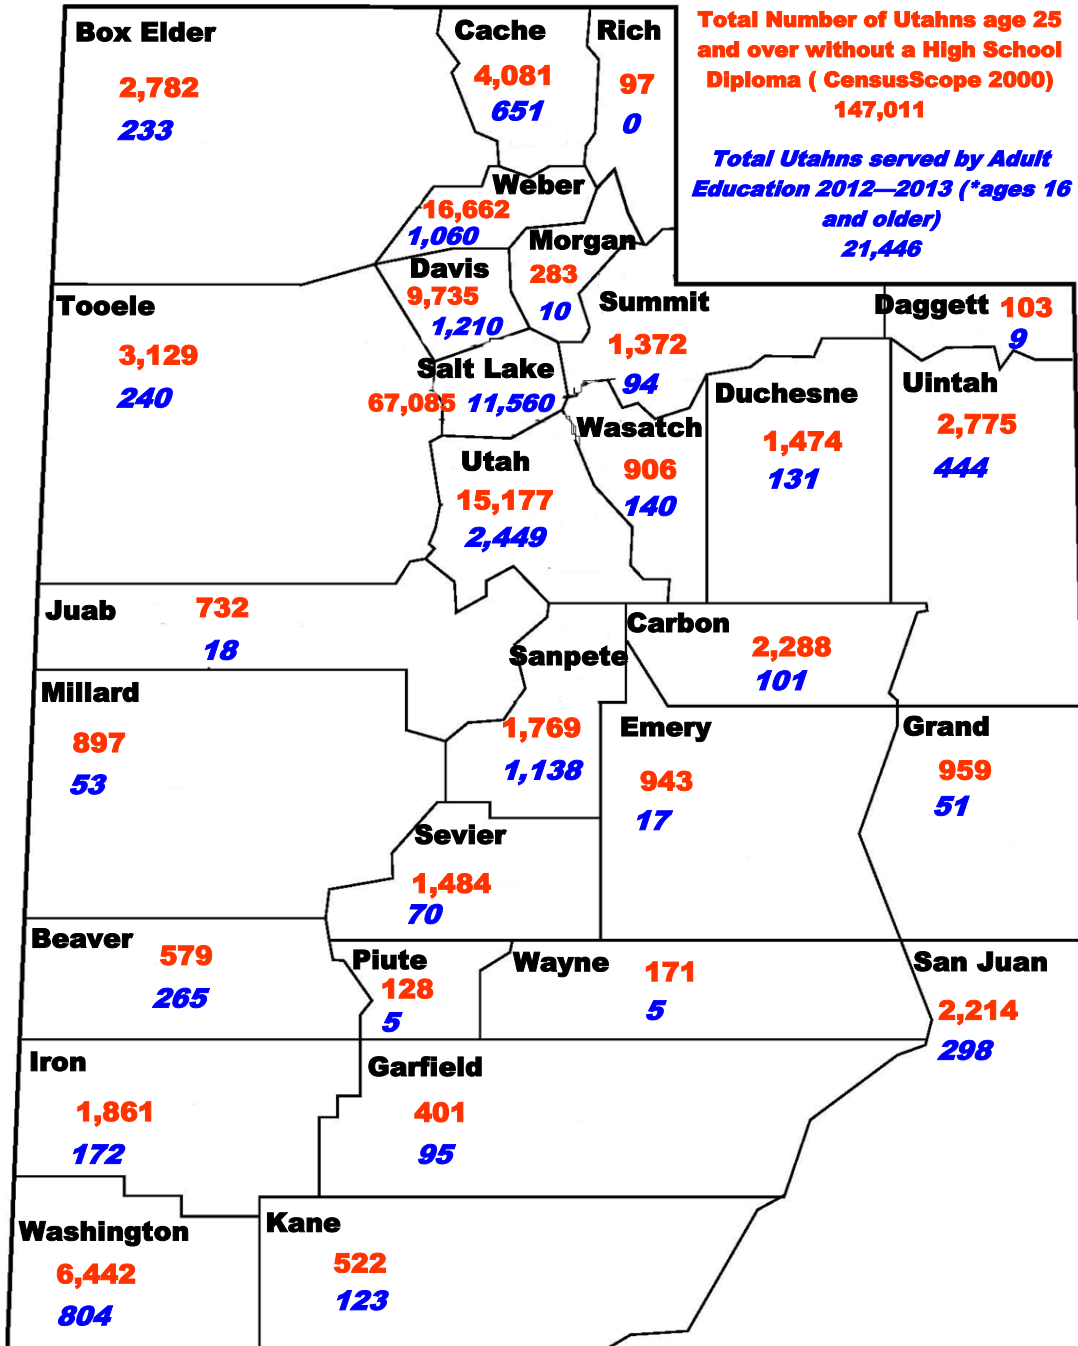 Total Number of Utahns age 25
and over without a High School
Diploma ( CensusScope 2000)
147,011
Total Utahns served by Adult
Education 2012—2013 (*ages 16
and older)
21,446
Box Elder
2,782
233
Cache
4,081
651
Rich
97
0
Weber
16,662
1,060
Morgan
283
10
Davis
9,735
1,210
Summit
1,372
94
Daggett 103
9
Tooele
3,129
240
Salt Lake
67,085 11,560
Wasatch
906
140
Duchesne
1,474
131
Uintah
2,775
444
Utah
15,177
2,449
Juab
732
18
Sanpete
1,769
1,138
Carbon
2,288
101
Millard
897
53
Emery
943
17
Grand
959
51
Sevier
1,484
70
Beaver
579
265
Piute
128
5
Wayne
171
5
San Juan
2,214
298
Iron
1,861
172
Garfield
401
95
Washington
6,442
804
Kane
522
123